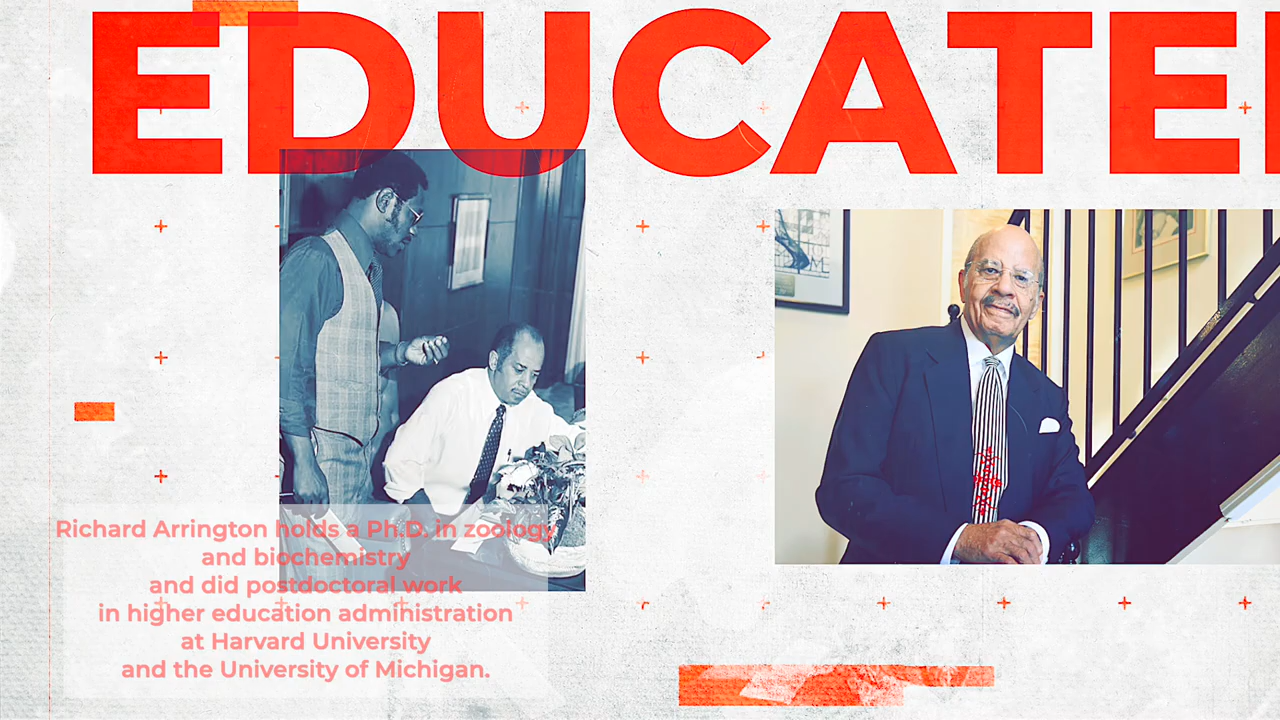 EDUCATE
Richard Arrington holds a Ph.D. in zoology
and biochemistry
and did postdoctoral work
in higher education administration
at Harvard University
and the University of Michigan.